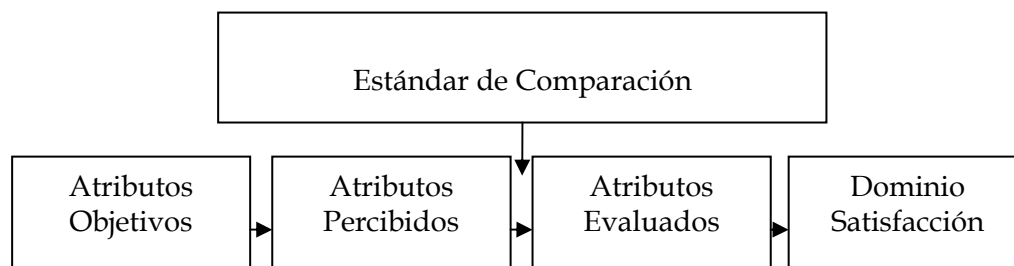 Estándar de Comparación
Atributos
Objetivos
Atributos
Percibidos
Atributos
Evaluados
Dominio
Satisfacción